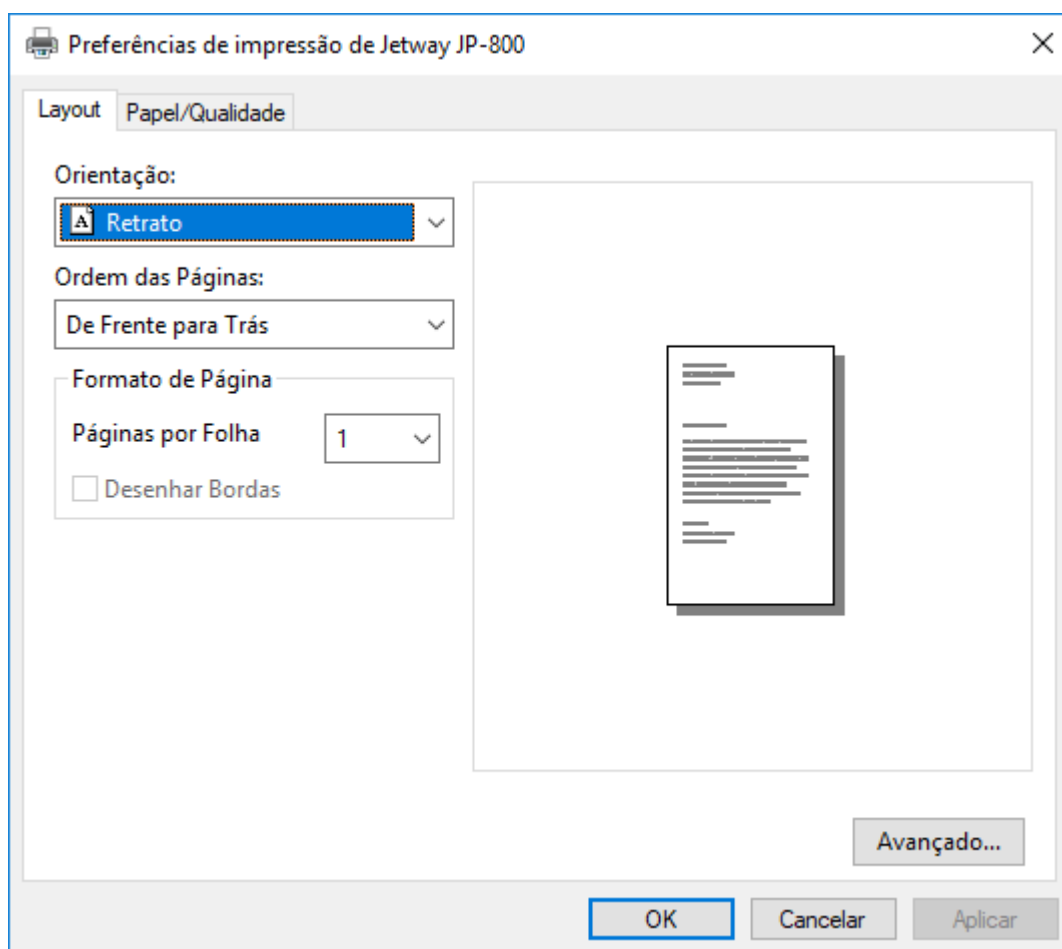 Preferências de impressão de Jetway JP-800
Layout
Papel/Qualidade
Orientação:
A Retrato
Ordem das Páginas:
De Frente para Trás
Formato de Página
Páginas por Folha
1
Desenhar Bordas
Avançado...
OK
Cancelar
Aplicar